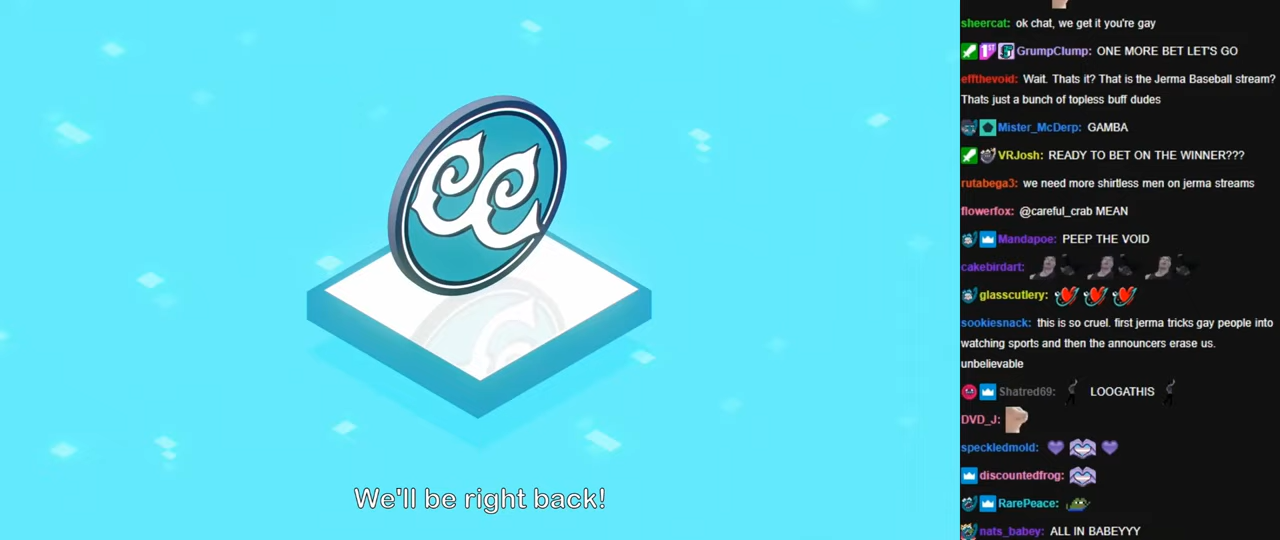 CC
We'll be right back!
sheercat: ok chat, we get it you're gay
GrumpClump: ONE MORE BET LET'S GO
effthevoid: Wait. Thats it? That is the Jerma Baseball stream?
Thats just a bunch of topless buff dudes
Mister_McDerp: GAMBA
VRJosh: READY TO BET ON THE WINNER???
rutabega3: we need more shirtless men on jerma streams
flowerfox: @careful_crab MEAN
Mandapoe: PEEP THE VOID
cakebirdart:
glasscutlery:
sookiesnack: this is so cruel. first jerma tricks gay people into
watching sports and then the announcers erase us.
unbelievable
Shatred69: LOOGATHIS
DVD_J:
speckledmold:
discountedfrog:
RarePeace:
nats_babey: ALL IN BABEYYY